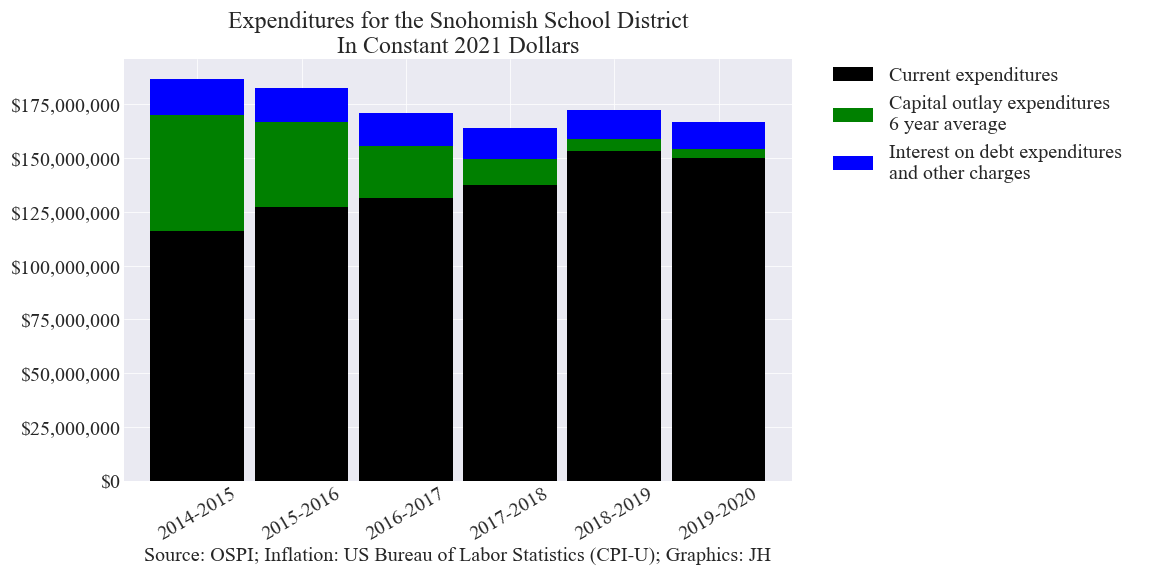 Expenditures for the Snohomish School District
In Constant 2021 Dollars
Current expenditures
Capital outlay expenditures
6 year average
Interest on debt expenditures
and other charges
$175,000,000
$150,000,000
$125,000,000
$100,000,000
$75,000,000
$50,000,000
$25,000,000
$0
2014-2015
2015-2016
2016-2017
2017-2018
2018-2019
2019-2020
Source: OSPI; Inflation: US Bureau of Labor Statistics (CPI-U); Graphics: JH